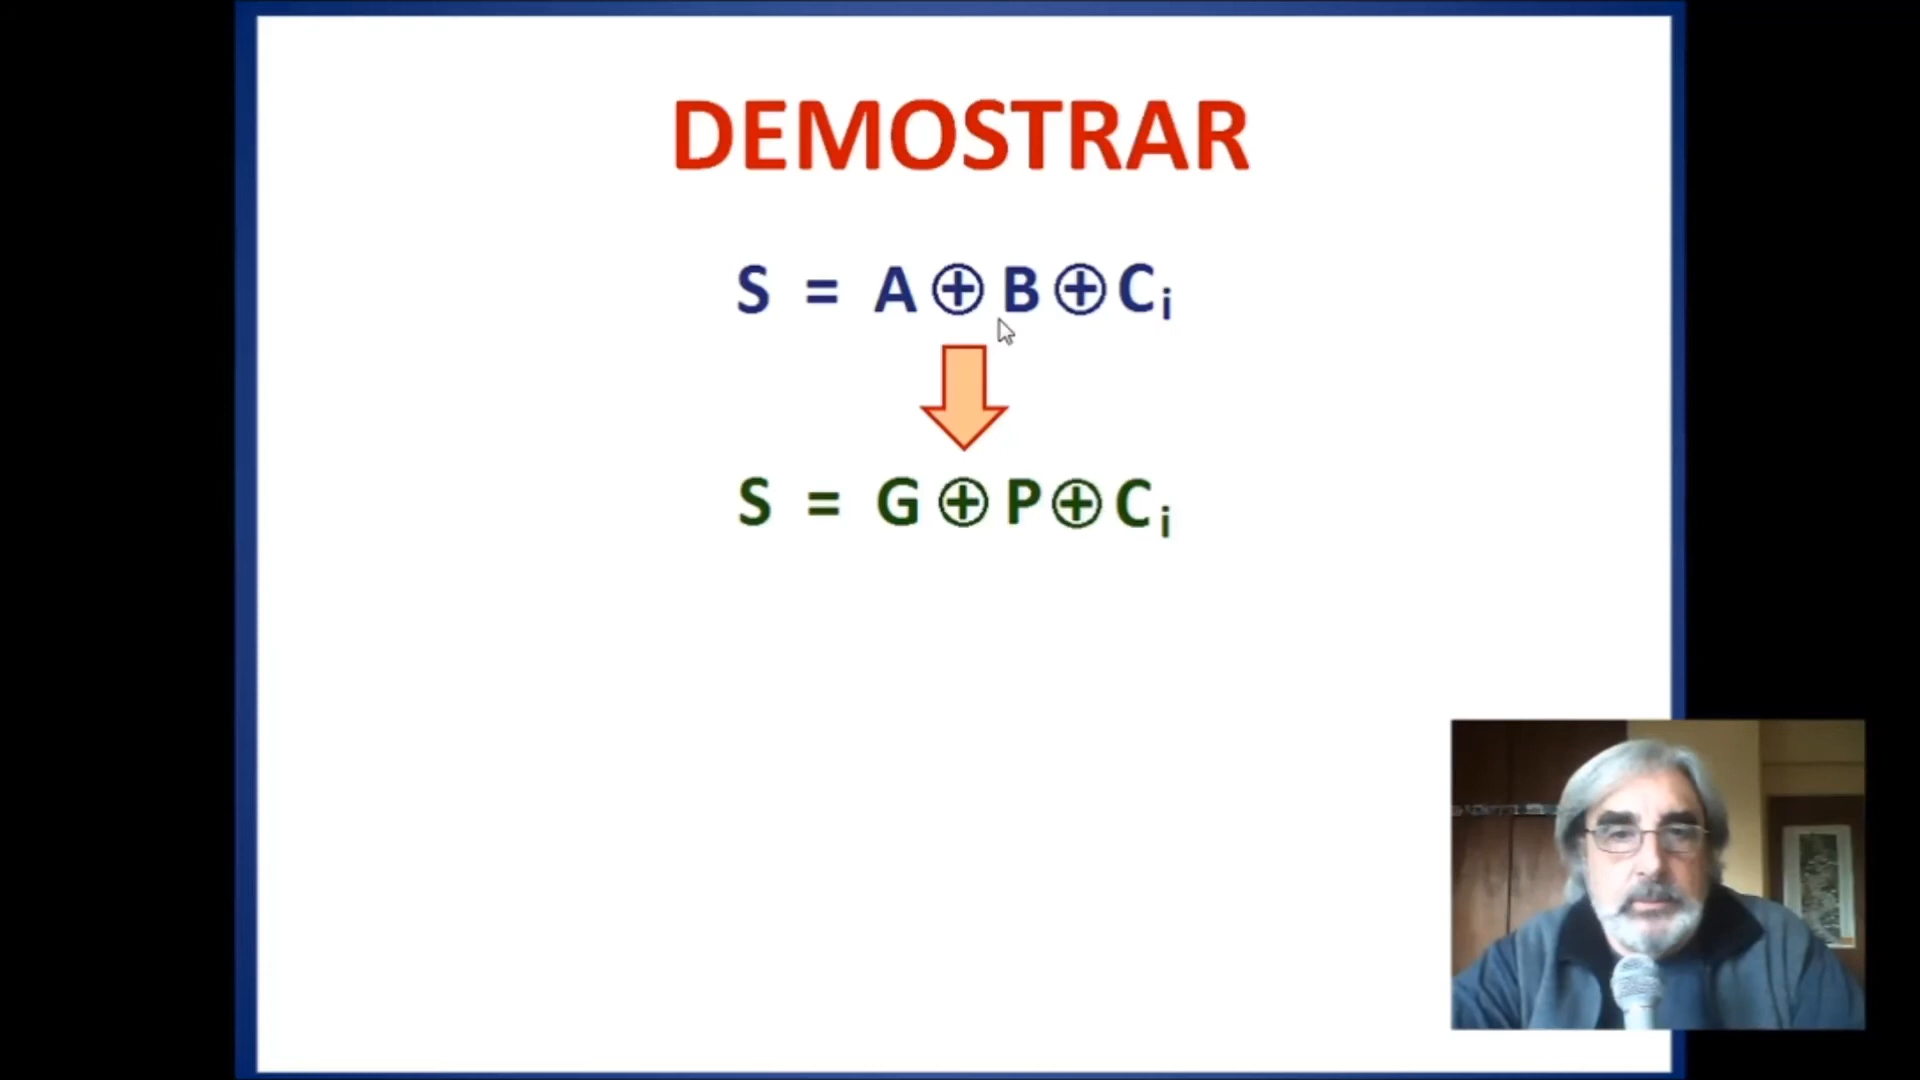 DEMOSTRAR
S = A ⊕ B ⊕ Cᵢ
S = G ⊕ P ⊕ Cᵢ